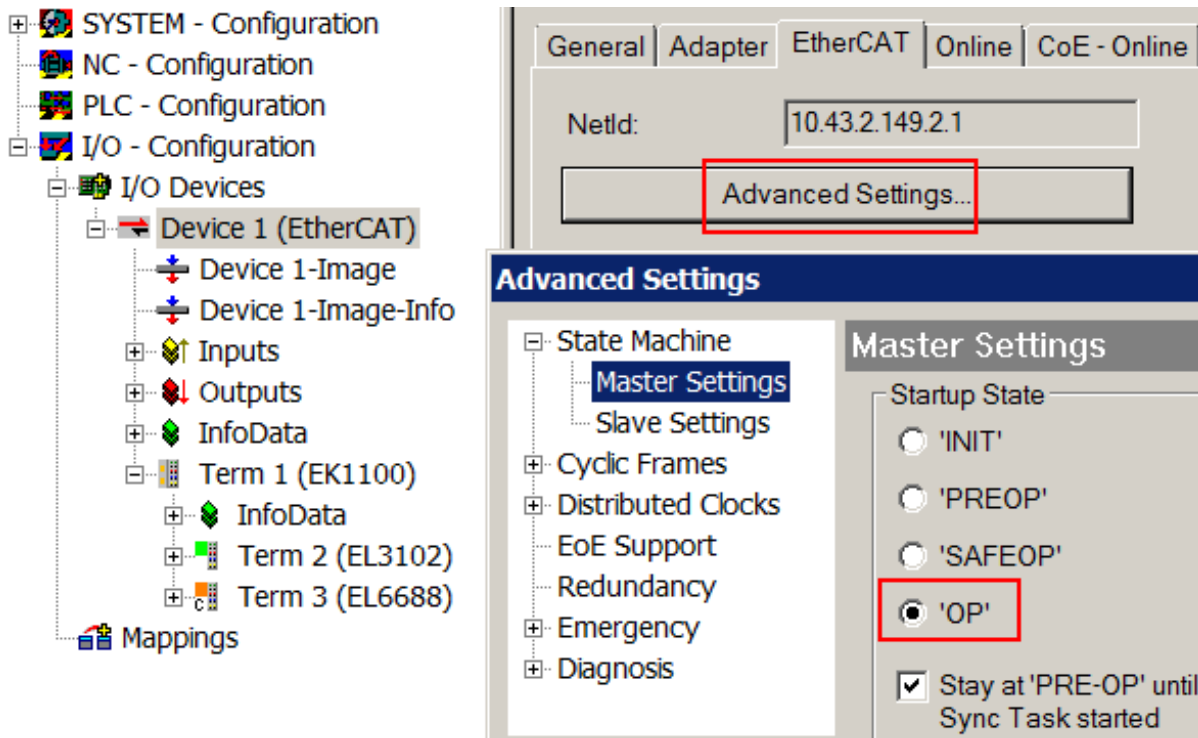 SYSTEM - Configuration
NC - Configuration
PLC - Configuration
I/O - Configuration
I/O Devices
Device 1 (EtherCAT)
Device 1-Image
Device 1-Image-Info
Inputs
Outputs
InfoData
Term 1 (EK1100)
InfoData
Term 2 (EL3102)
Term 3 (EL6688)
c
Mappings
General
Adapter
EtherCAT
Online
CoE - Online
NetId:
10.43.2.149.2.1
Advanced Settings...
Advanced Settings
State Machine
Master Settings
Slave Settings
Cyclic Frames
Distributed Clocks
EoE Support
Redundancy
Emergency
Diagnosis
Master Settings
Startup State
'INIT'
'PREOP'
'SAFEOP'
'OP'
Stay at 'PRE-OP' until
Sync Task started